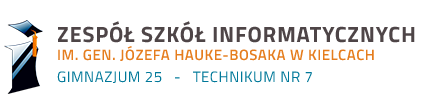 ZESPÓŁ SZKÓŁ INFORMATYCZNYCH
IM. GEN. JÓZEFA HAUKE-BOSAKA W KIELCACH
GIMNAZJUM 25 - TECHNIKUM NR 7